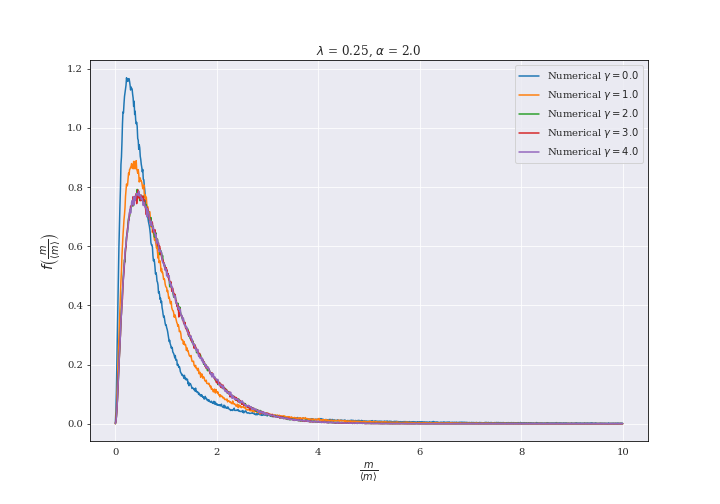 λ = 0.25, α = 2.0
1.2
1.0
0.8
0.6
0.4
0.2
0.0
f(m/⟨m⟩)
Numerical γ = 0.0
Numerical γ = 1.0
Numerical γ = 2.0
Numerical γ = 3.0
Numerical γ = 4.0
0 2 4 6 8 10
m/⟨m⟩